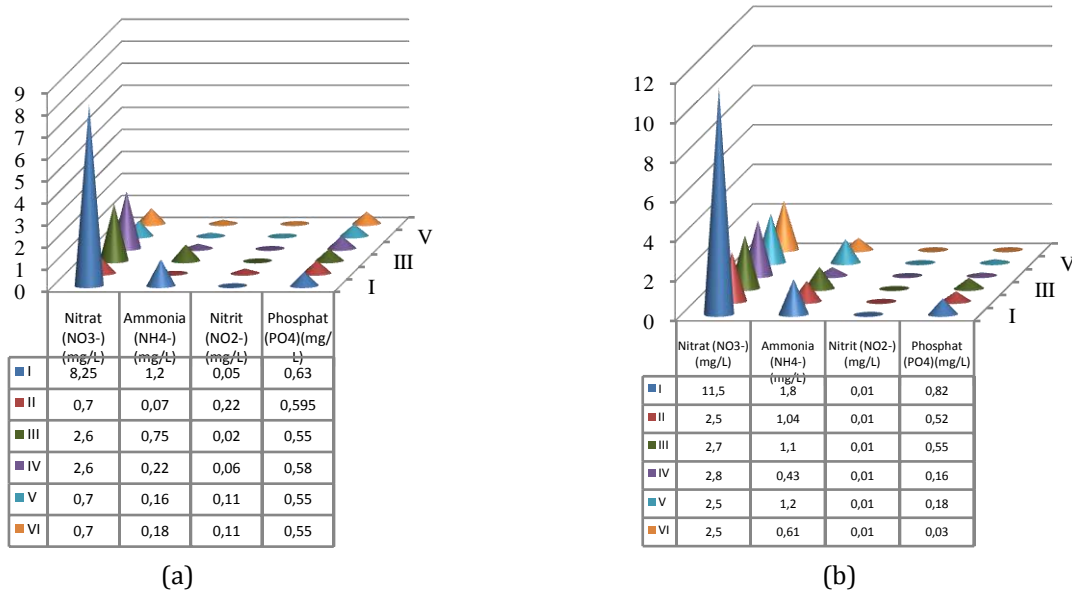 9
8
7
6
5
4
3
2
1
0
V
III
I
Nitrat Ammonia Nitrit Phosphat
(NO3-) (NH4-) (NO2-) (PO4)(mg/
(mg/L) (mg/L) (mg/L) L)
I 8,25 1,2 0,05 0,63
II 0,7 0,07 0,22 0,595
III 2,6 0,75 0,02 0,55
IV 2,6 0,22 0,06 0,58
V 0,7 0,16 0,11 0,55
VI 0,7 0,18 0,11 0,55
(a)
12
10
8
6
4
2
0
V
III
I
Nitrat (NO3-) Ammonia Nitrit (NO2-) Phosphat
(mg/L) (NH4-) (mg/L) (PO4)(mg/L)
(mg/L)
I 11,5 1,8 0,01 0,82
II 2,5 1,04 0,01 0,52
III 2,7 1,1 0,01 0,55
IV 2,8 0,43 0,01 0,16
V 2,5 1,2 0,01 0,18
VI 2,5 0,61 0,01 0,03
(b)